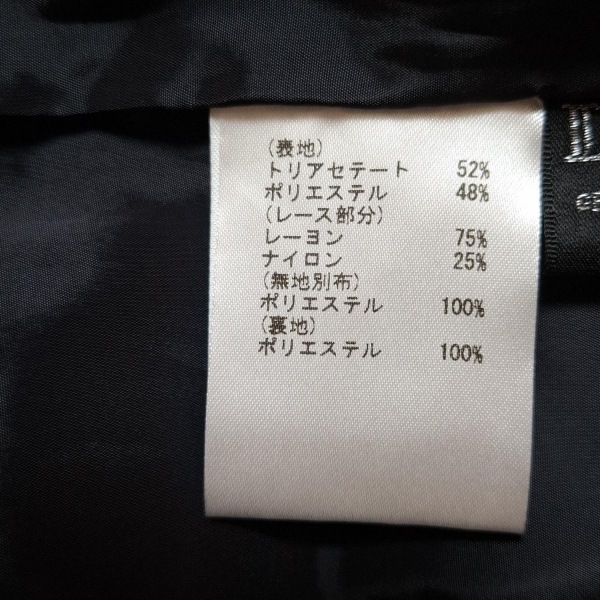 (表地)
トリアセテート 52%
ポリエステル 48%
(レース部分)
レーヨン 75%
ナイロン 25%
(無地別布)
ポリエステル 100%
(裏地)
ポリエステル 100%